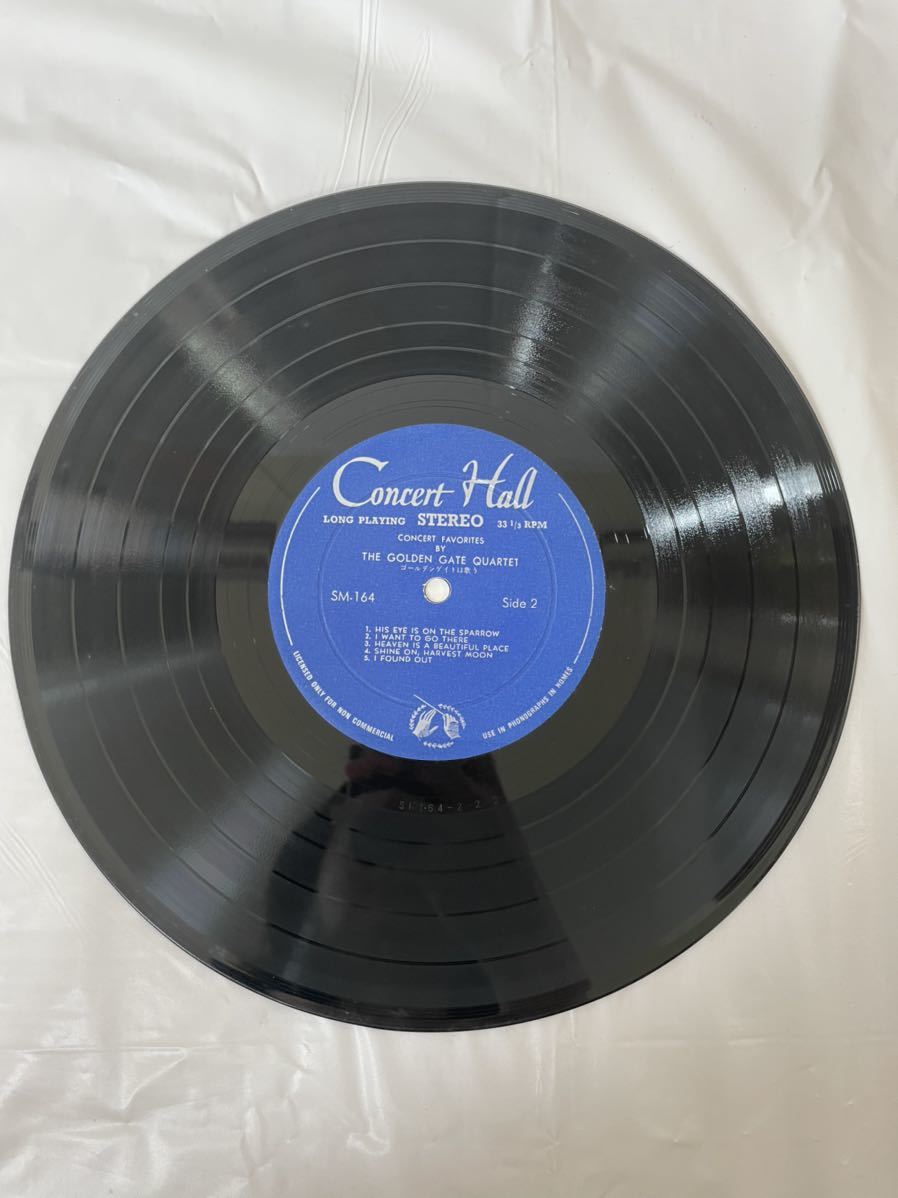 Concert Hall
LONG PLAYING STEREO 33 1/3 RPM
CONCERT FAVORITES
BY
THE GOLDEN GATE QUARTET
ゴールデンゲイトは歌う
SM-164 Side 2
1. HIS EYE IS ON THE SPARROW
2. I WANT TO GO THERE
3. HEAVEN IS A BEAUTIFUL PLACE
4. SHINE ON, HARVEST MOON
5. I FOUND OUT
LICENSED ONLY FOR NON COMMERCIAL
USE IN PHONOGRAPHS IN HOMES